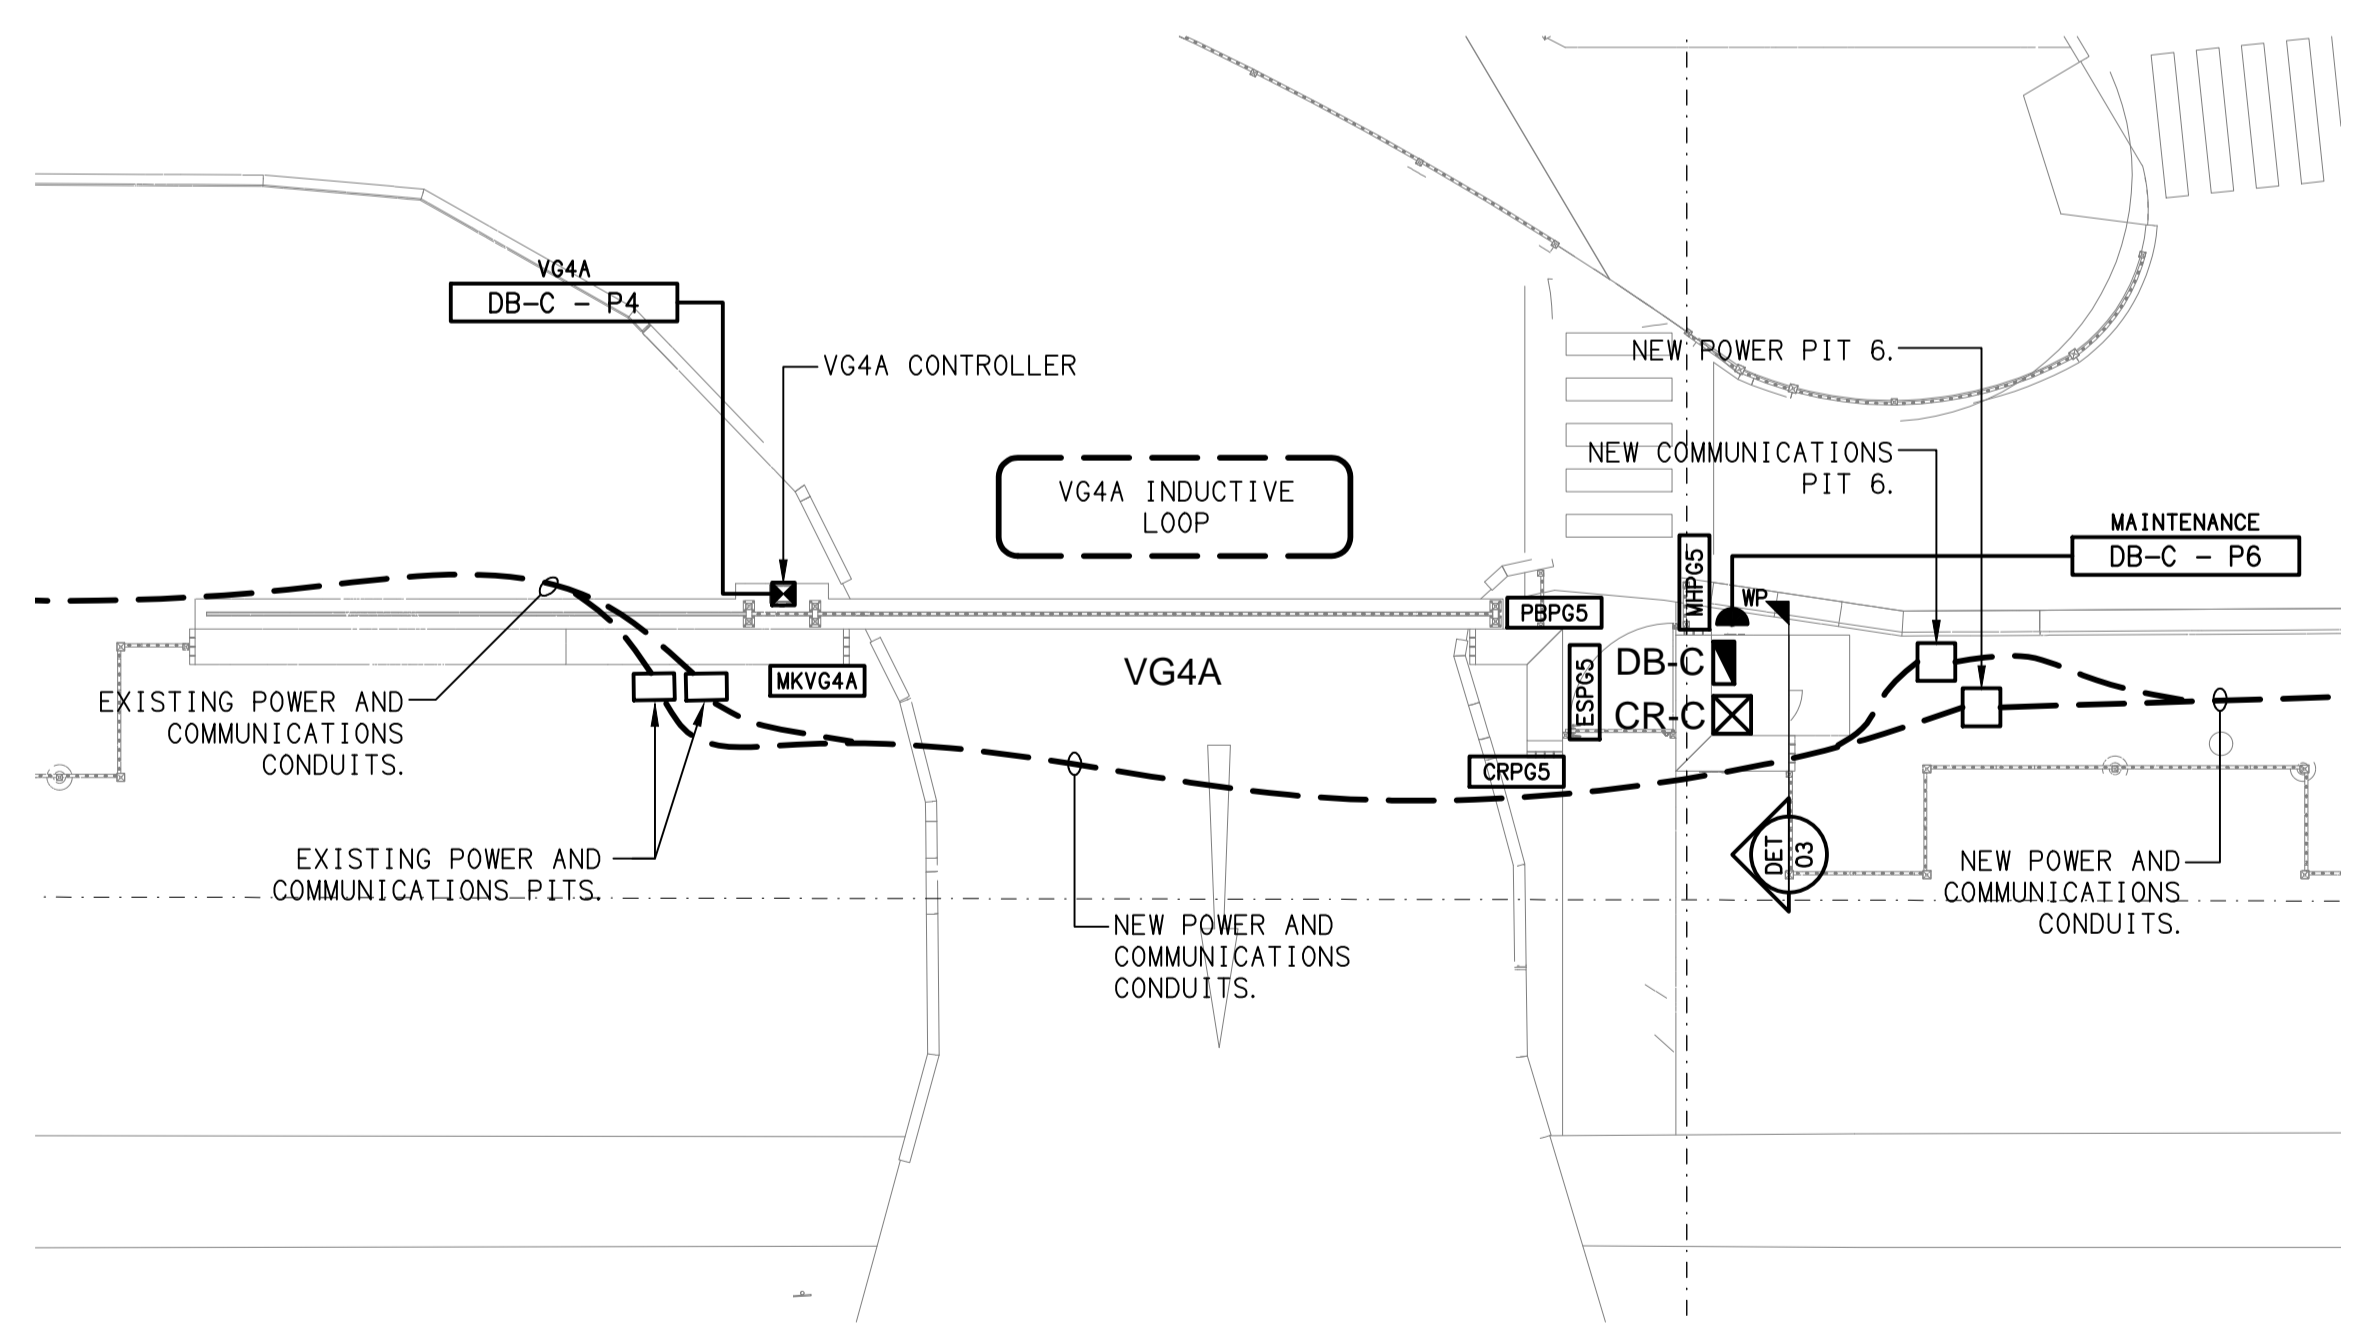 VG4A
DB-C - P4
VG4A CONTROLLER
NEW POWER PIT 6.
NEW COMMUNICATIONS
PIT 6.
VG4A INDUCTIVE
LOOP
MAINTENANCE
DB-C - P6
MHPG5
WP
PBPG5
ESPG5
DB-C
CR-C
CRPG5
VG4A
MKVG4A
EXISTING POWER AND
COMMUNICATIONS
CONDUITS.
EXISTING POWER AND
COMMUNICATIONS PITS.
NEW POWER AND
COMMUNICATIONS
CONDUITS.
DET
03
NEW POWER AND
COMMUNICATIONS
CONDUITS.